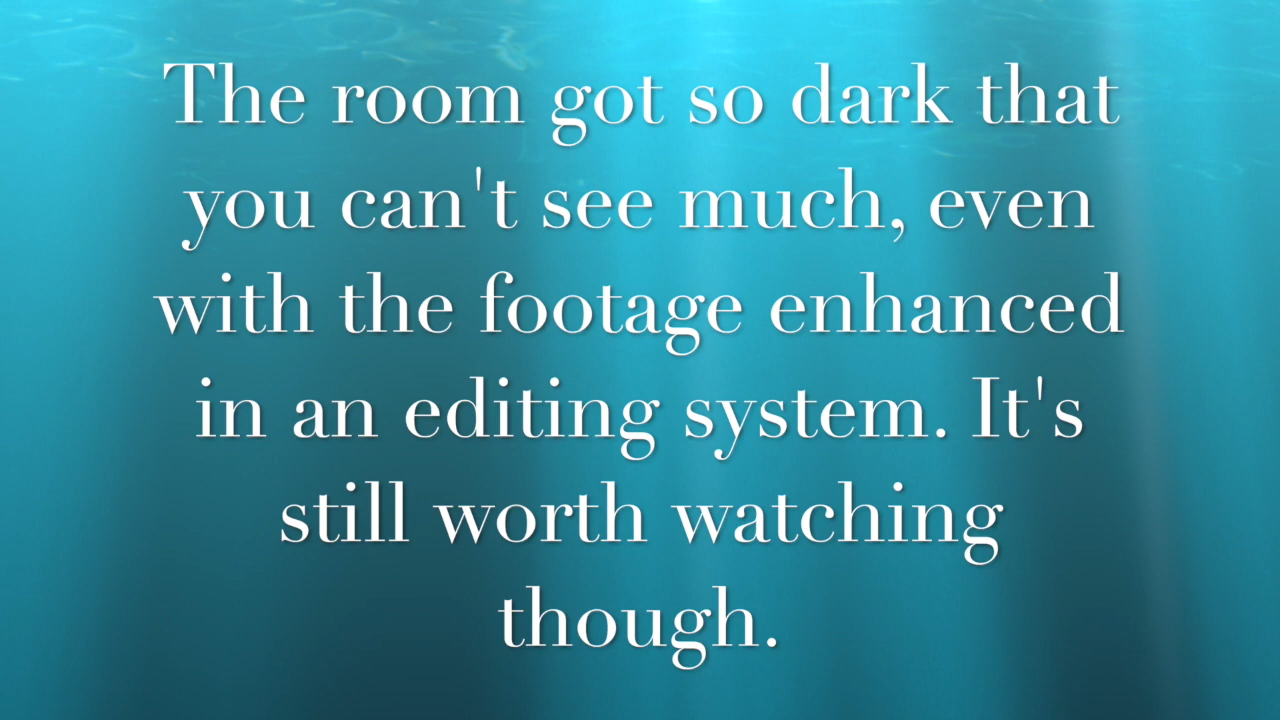 The room got so dark that
you can't see much, even
with the footage enhanced
in an editing system. It's
still worth watching
though.